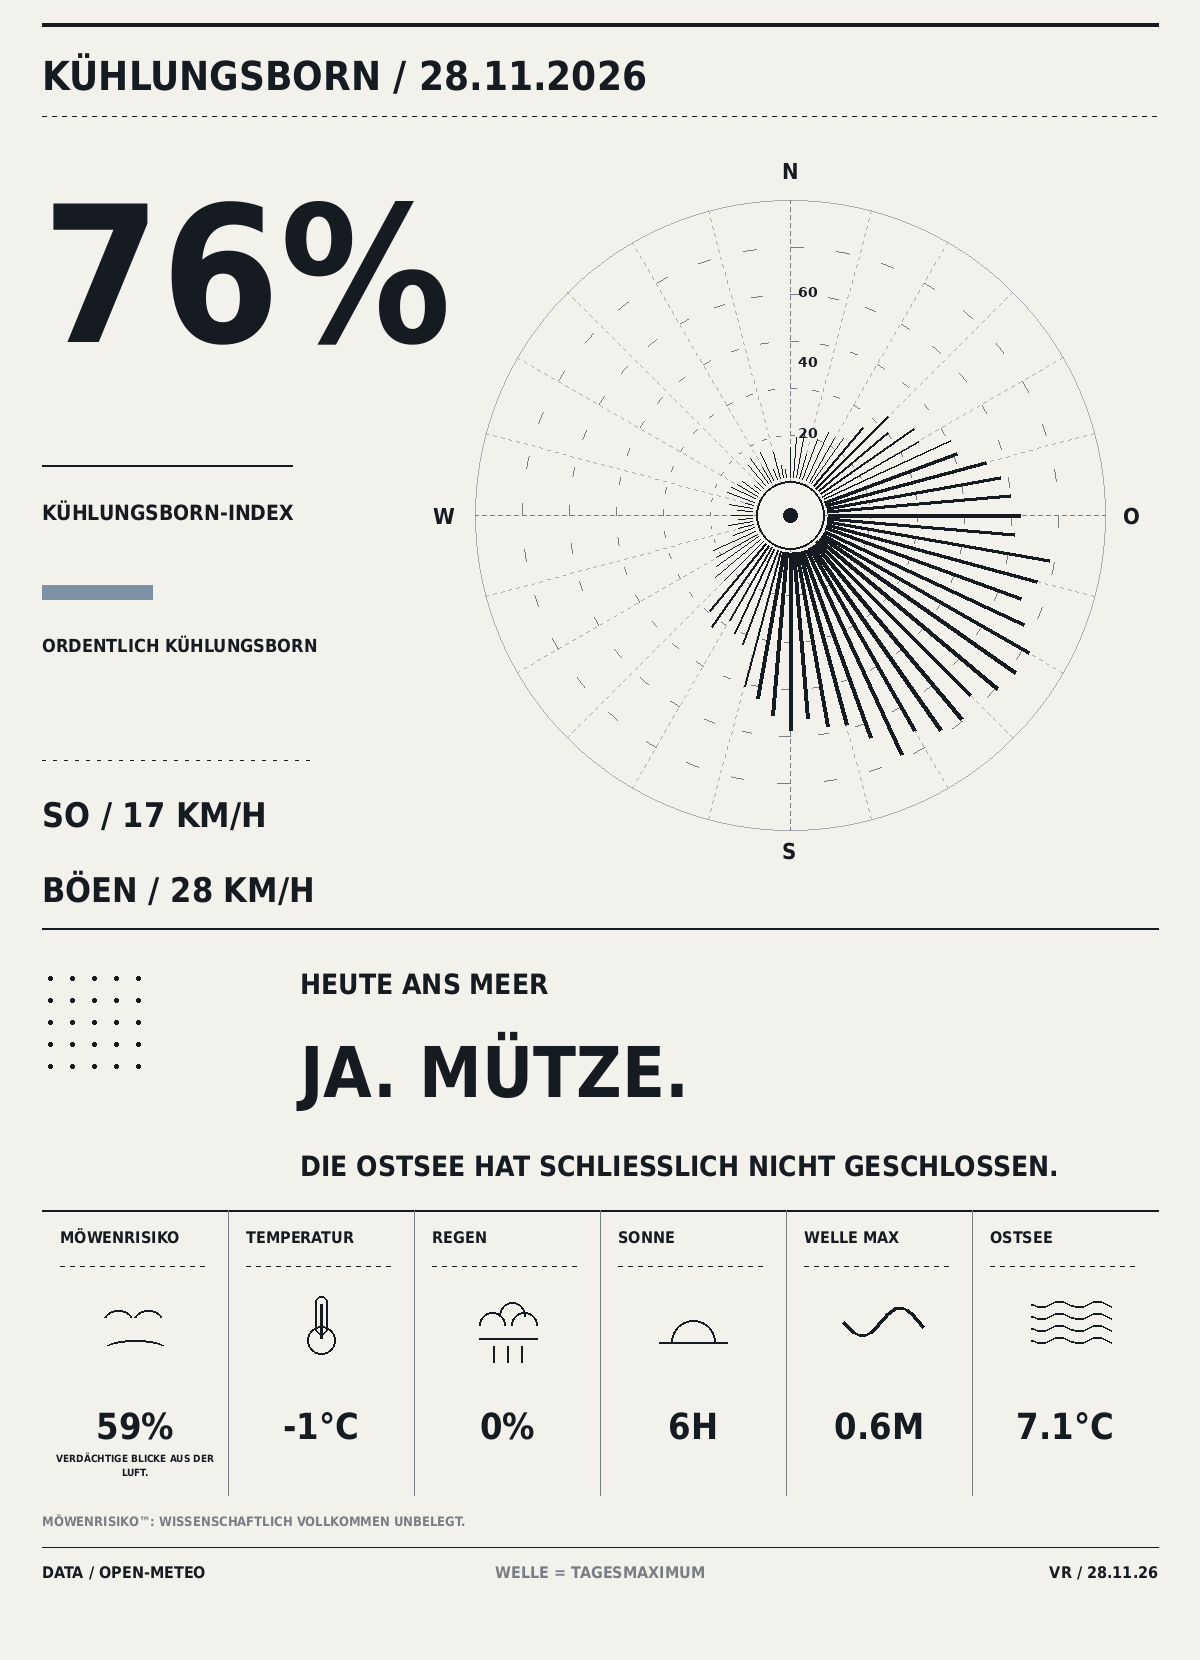 KÜHLUNGSBORN / 28.11.2026
76%
KÜHLUNGSBORN-INDEX
ORDENTLICH KÜHLUNGSBORN
SO / 17 KM/H
BÖEN / 28 KM/H
N
60
40
20
W
O
S
HEUTE ANS MEER
JA. MÜTZE.
DIE OSTSEE HAT SCHLIESSLICH NICHT GESCHLOSSEN.
MÖWENRISIKO
59%
VERDÄCHTIGE BLICKE AUS DER
LUFT.
TEMPERATUR
-1°C
REGEN
0%
SONNE
6H
WELLE MAX
0.6M
OSTSEE
7.1°C
MÖWENRISIKO™: WISSENSCHAFTLICH VOLLKOMMEN UNBELEGT.
DATA / OPEN-METEO
WELLE = TAGESMAXIMUM
VR / 28.11.26